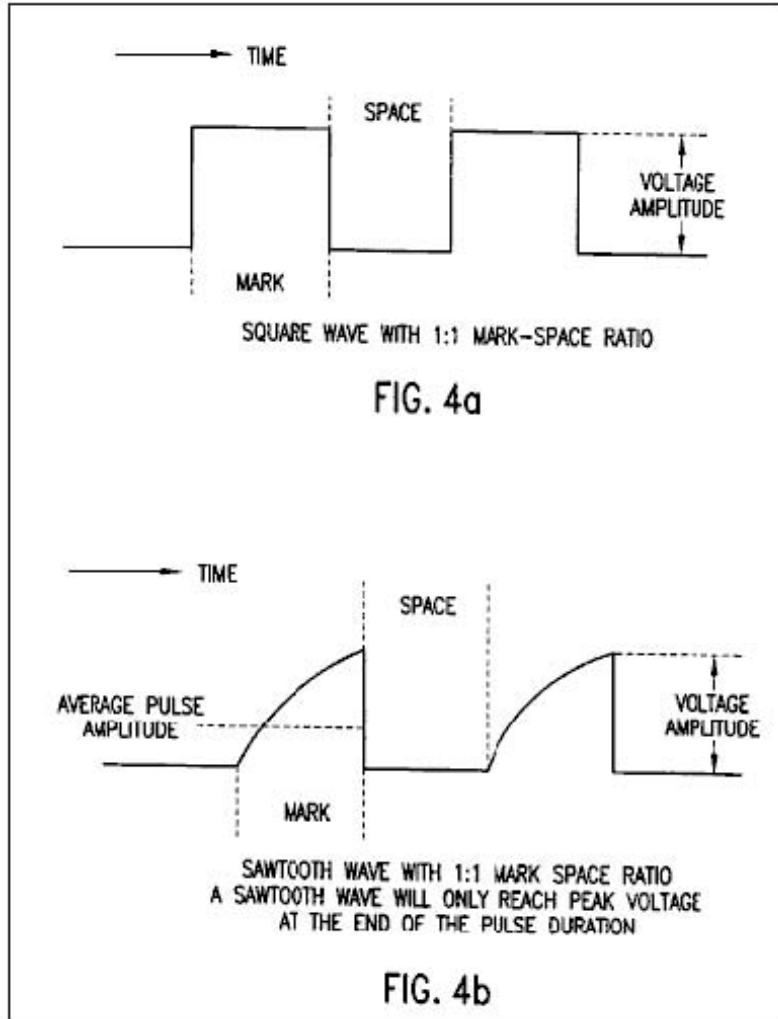 TIME
SPACE
VOLTAGE
AMPLITUDE
MARK
SQUARE WAVE WITH 1:1 MARK-SPACE RATIO
FIG. 4a
TIME
SPACE
AVERAGE PULSE
AMPLITUDE
VOLTAGE
AMPLITUDE
MARK
SAWTOOTH WAVE WITH 1:1 MARK SPACE RATIO
A SAWTOOTH WAVE WILL ONLY REACH PEAK VOLTAGE
AT THE END OF THE PULSE DURATION
FIG. 4b